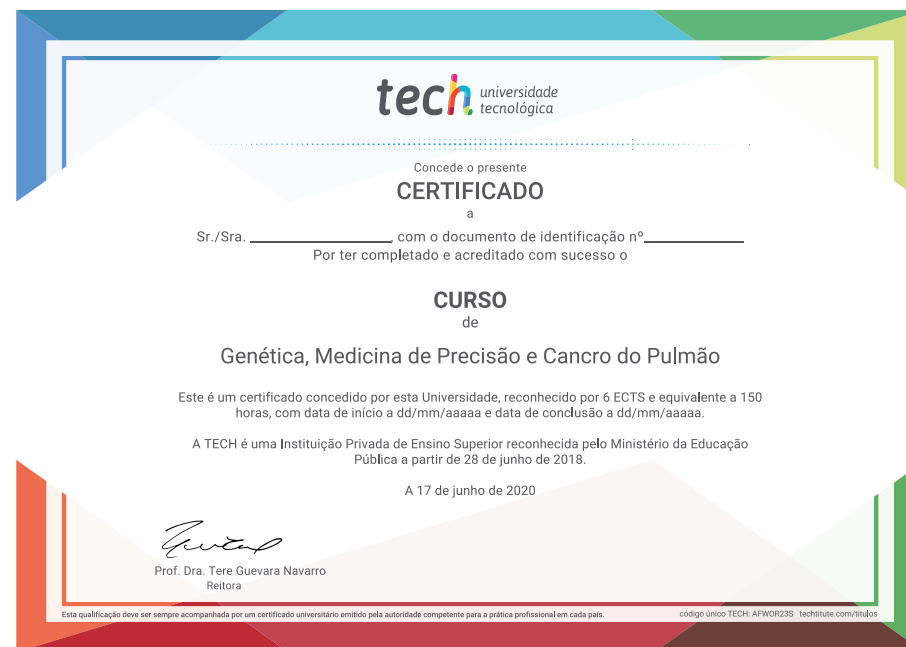 tech universidade
tecnológica
Concede o presente
CERTIFICADO
a
Sr./Sra. ________________, com o documento de identificação nº____________
Por ter completado e acreditado com sucesso o
CURSO
de
Genética, Medicina de Precisão e Cancro do Pulmão
Este é um certificado concedido por esta Universidade, reconhecido por 6 ECTS e equivalente a 150
horas, com data de início a dd/mm/aaaaa e data de conclusão a dd/mm/aaaaa.
A TECH é uma Instituição Privada de Ensino Superior reconhecida pelo Ministério da Educação
Pública a partir de 28 de junho de 2018.
A 17 de junho de 2020
Prof. Dra. Tere Guevara Navarro
Reitora
Esta qualificação deve ser sempre acompanhada por um certificado universitário emitido pela autoridade competente para a prática profissional em cada país.
código único TECH: AFWOR23S techtitute.com/titulos